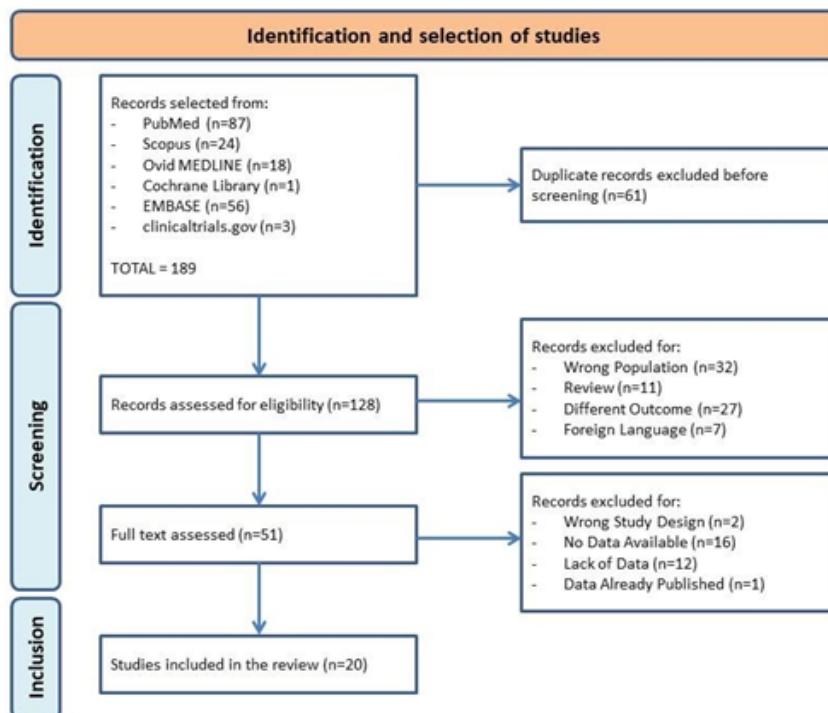 Identification and selection of studies
Identification
Records selected from:
- PubMed (n=87)
- Scopus (n=24)
- Ovid MEDLINE (n=18)
- Cochrane Library (n=1)
- EMBASE (n=56)
- clinicaltrials.gov (n=3)
TOTAL = 189
Duplicate records excluded before
screening (n=61)
Screening
Records assessed for eligibility (n=128)
Records excluded for:
- Wrong Population (n=32)
- Review (n=11)
- Different Outcome (n=27)
- Foreign Language (n=7)
Full text assessed (n=51)
Records excluded for:
- Wrong Study Design (n=2)
- No Data Available (n=16)
- Lack of Data (n=12)
- Data Already Published (n=1)
Inclusion
Studies included in the review (n=20)